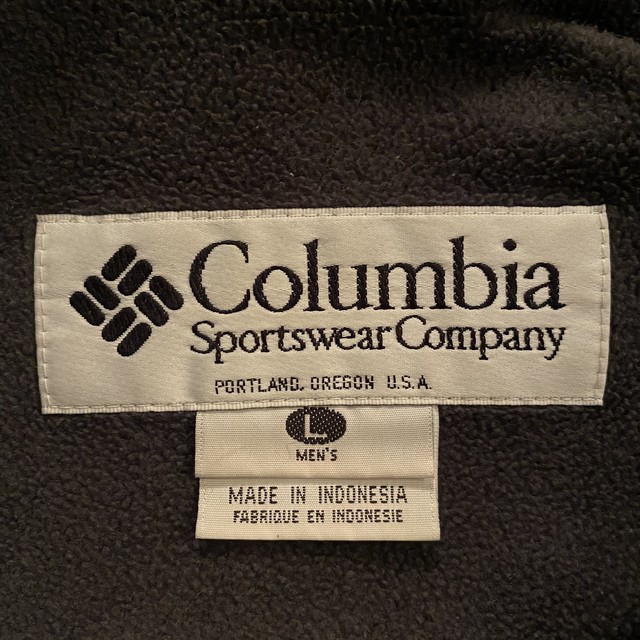 Columbia
Sportswear Company
PORTLAND, OREGON U.S.A.
L
MEN'S
MADE IN INDONESIA
FABRIQUE EN INDONESIE